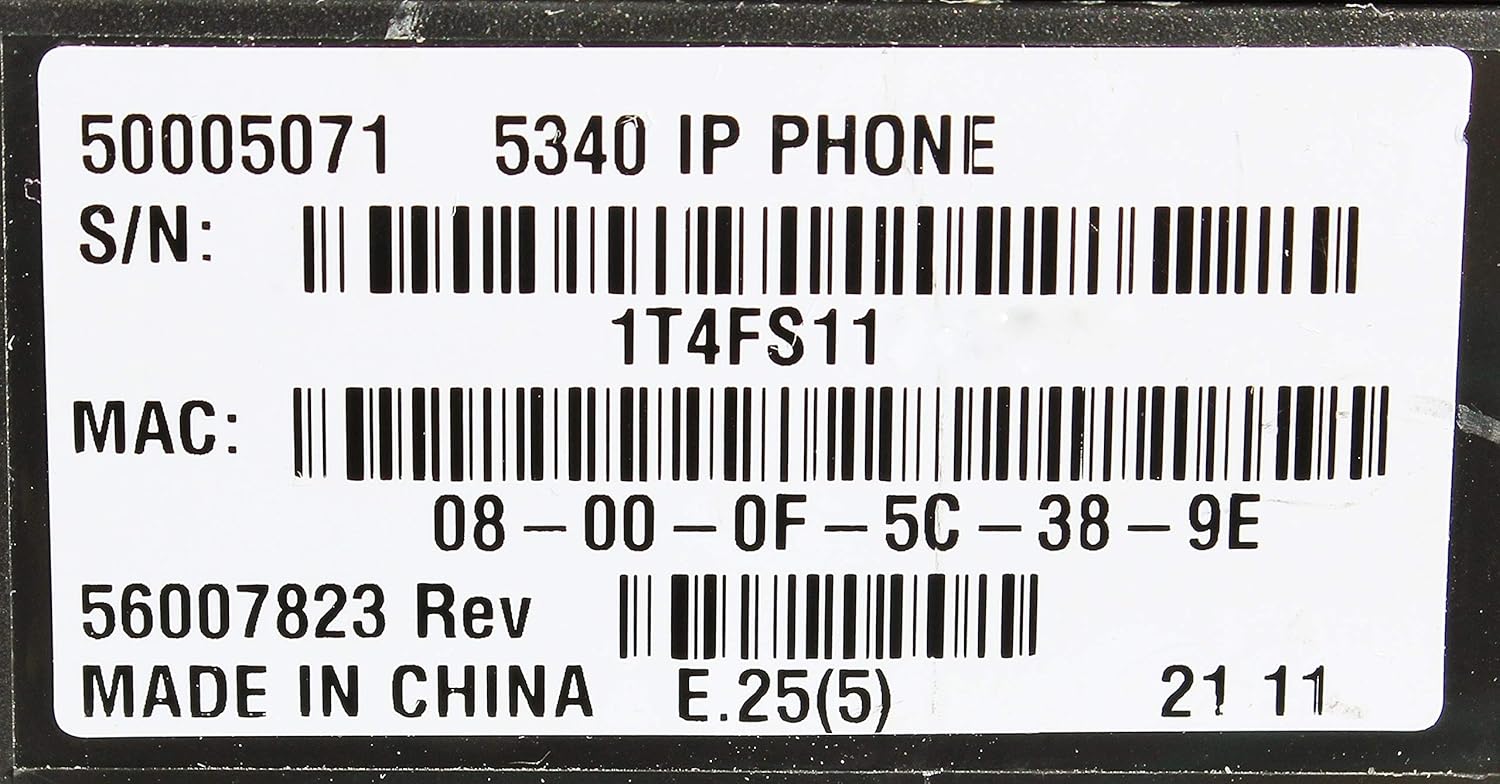 50005071 5340 IP PHONE
S/N:
1T4FS11
MAC:
08-00-0F-5C-38-9E
56007823 Rev
MADE IN CHINA E.25(5) 21 11